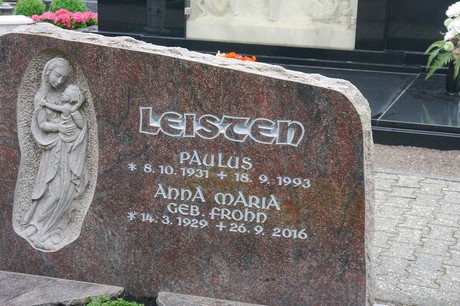 LEISTEN
PAULUS
* 8.10.1931 + 18.9.1993
ANNA MARIA
GEB. FROHN
* 14.3.1929 + 26.9.2016